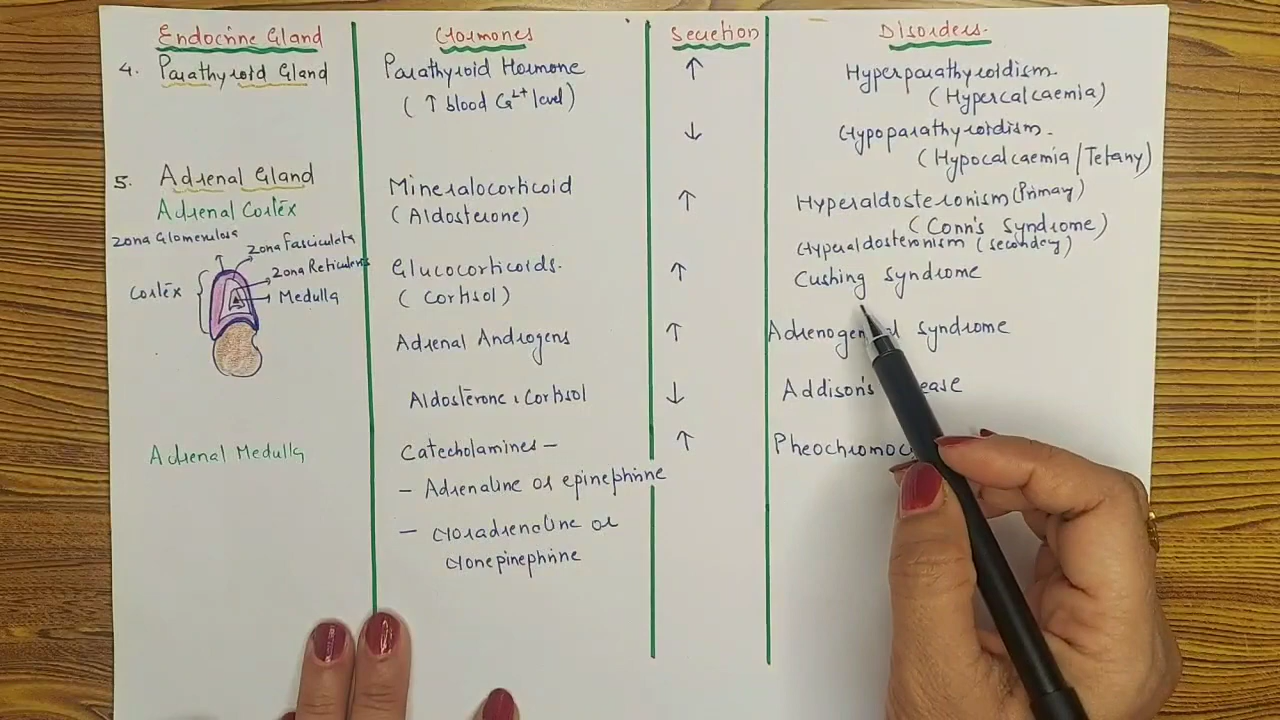 Endocrine Gland Hormones Secretion Disorders.
4. Parathyroid Gland Parathyroid Hormone ↑ Hyperparathyroidism.
(↑ blood Ca2+ level) (Hypercalcaemia)
↓ Hypoparathyroidism.
(Hypocalcaemia/Tetany)
5. Adrenal Gland Mineralocorticoid ↑ Hyperaldosteronism (Primary)
Adrenal Cortex (Aldosterone) (Conn's Syndrome)
Zona Glomerulosa Hyperaldosteronism (secondary)
Zona Fasciculata
Zona Reticularis Glucocorticoids. ↑ Cushing syndrome
Cortex Medulla (Cortisol)
Adrenal Androgens ↑ syndrome
Aldosterone, Cortisol ↓ Addison's
Adrenal Medulla Catecholamines – ↑
– Adrenaline or epinephrine
– Noradrenaline or
Norepinephrine